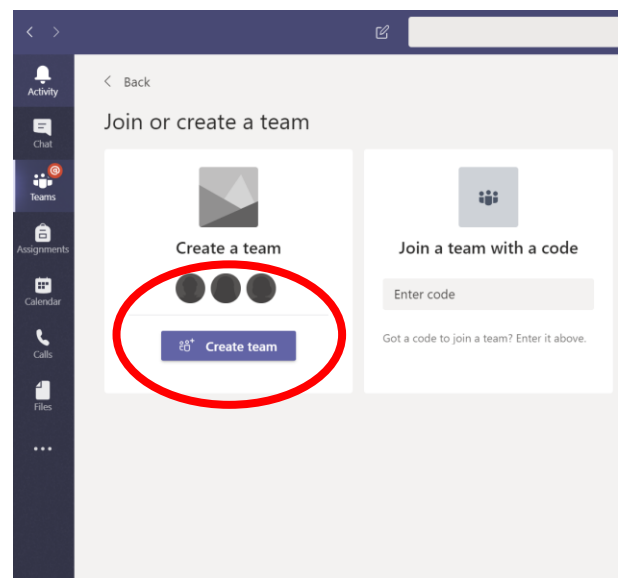 Back
Activity
Join or create a team
Chat
Teams
Create a team
Join a team with a code
Assignments
Enter code
Calendar
Create team
Got a code to join a team? Enter it above.
Calls
Files